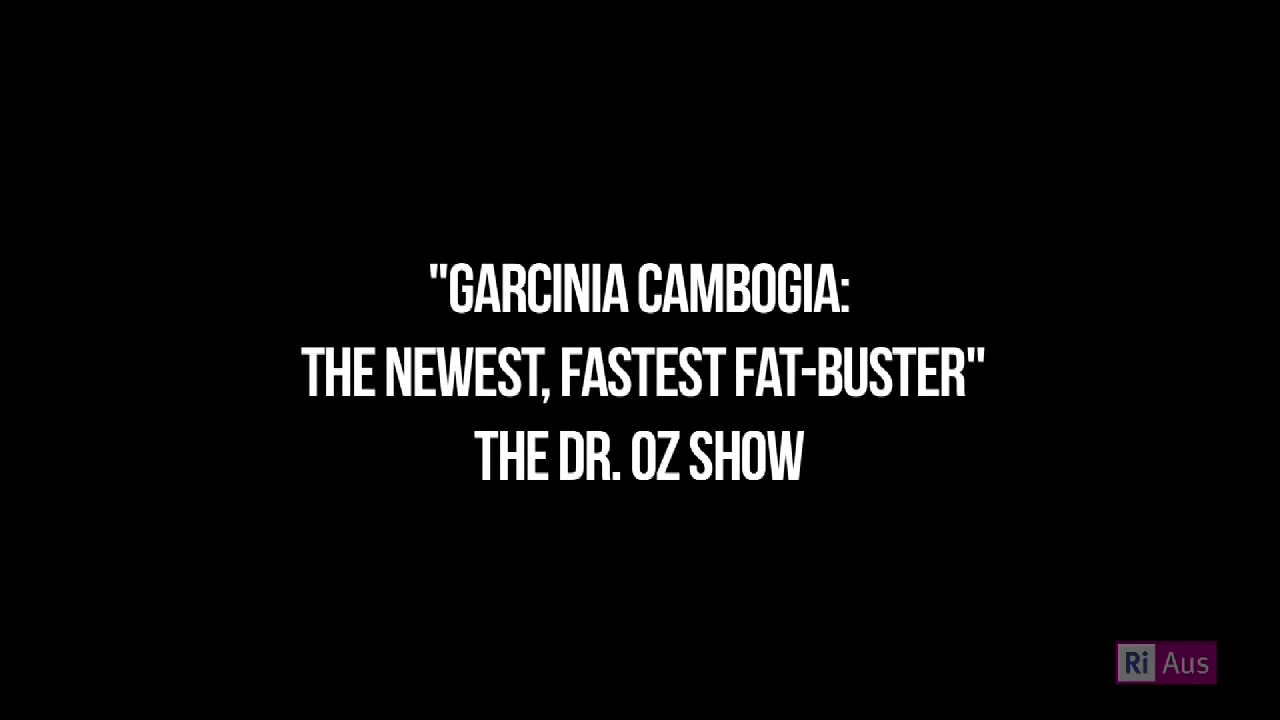 "GARCINIA CAMBOGIA:
THE NEWEST, FASTEST FAT-BUSTER"
THE DR. OZ SHOW
Ri Aus